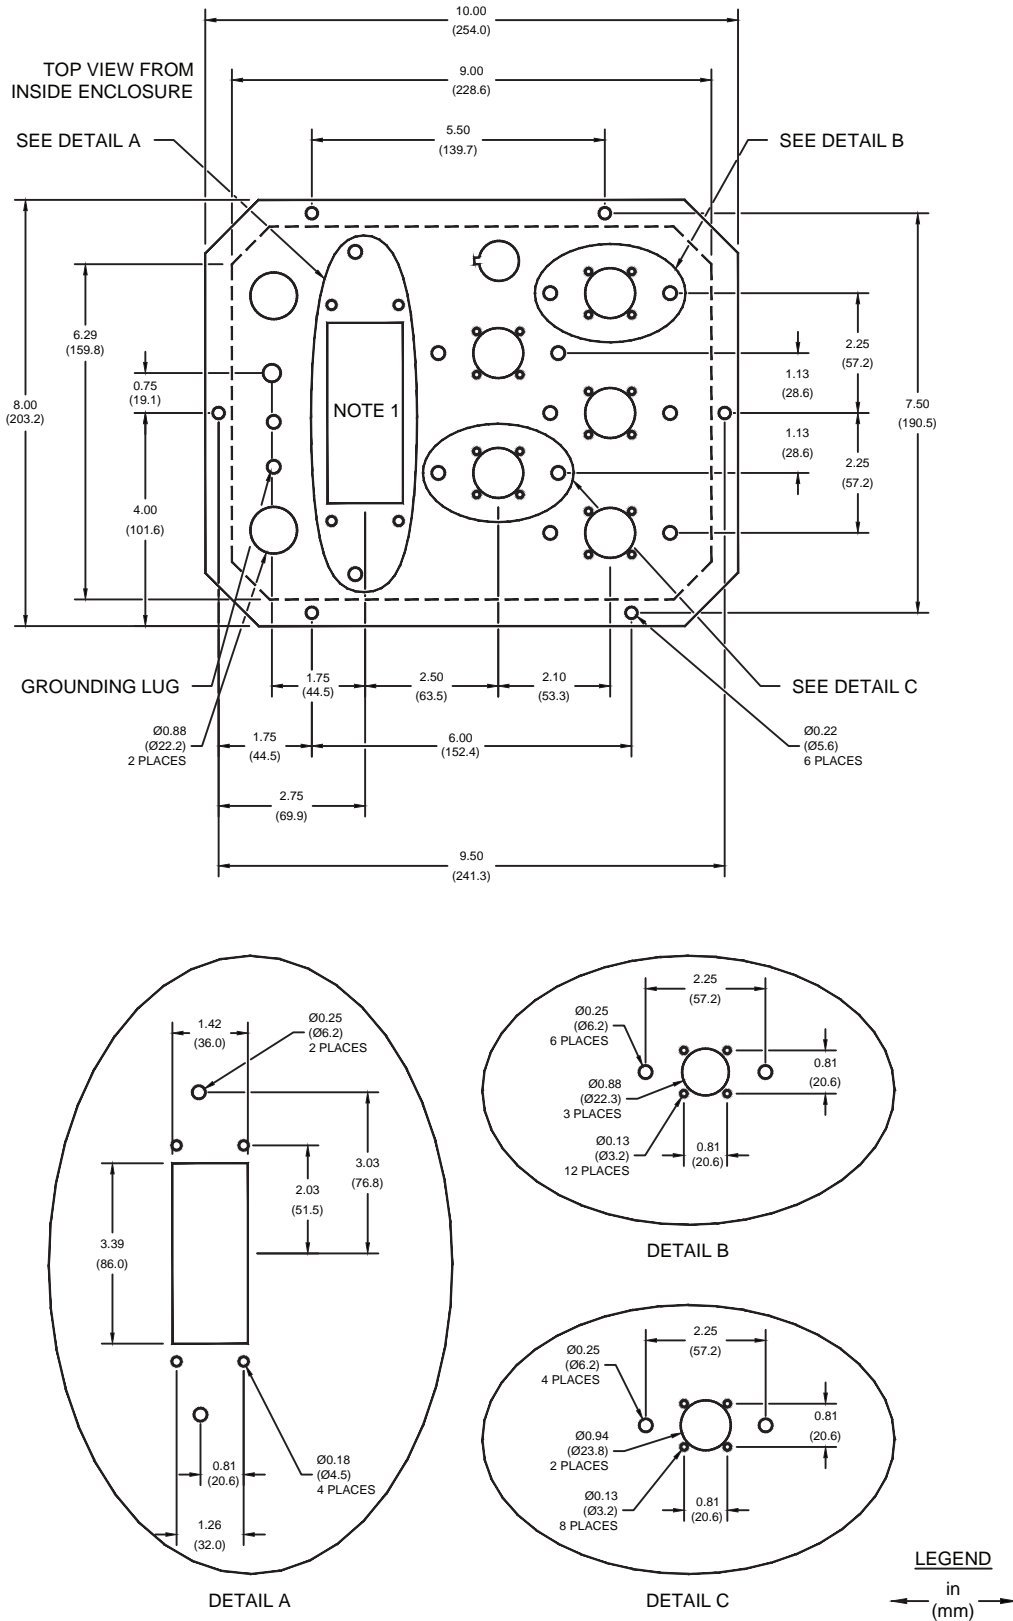 10.00
(254.0)
TOP VIEW FROM
INSIDE ENCLOSURE
9.00
(228.6)
SEE DETAIL A
5.50
(139.7)
SEE DETAIL B
6.29
(159.8)
0.75
(19.1)
8.00
(203.2)
NOTE 1
2.25
(57.2)
1.13
(28.6)
7.50
(190.5)
1.13
(28.6)
2.25
(57.2)
4.00
(101.6)
GROUNDING LUG
1.75
(44.5)
2.50
(63.5)
2.10
(53.3)
SEE DETAIL C
Ø0.88
(Ø22.2)
2 PLACES
1.75
(44.5)
6.00
(152.4)
Ø0.22
(Ø5.6)
6 PLACES
2.75
(69.9)
9.50
(241.3)
1.42
(36.0)
Ø0.25
(Ø6.2)
2 PLACES
3.03
(76.8)
2.03
(51.5)
3.39
(86.0)
0.81
(20.6)
Ø0.18
(Ø4.5)
4 PLACES
1.26
(32.0)
DETAIL A
2.25
(57.2)
Ø0.25
(Ø6.2)
6 PLACES
0.81
(20.6)
Ø0.88
(Ø22.3)
3 PLACES
Ø0.13
(Ø3.2)
12 PLACES
0.81
(20.6)
DETAIL B
2.25
(57.2)
Ø0.25
(Ø6.2)
4 PLACES
0.81
(20.6)
Ø0.94
(Ø23.8)
2 PLACES
Ø0.13
(Ø3.2)
8 PLACES
0.81
(20.6)
DETAIL C
LEGEND
in
(mm)